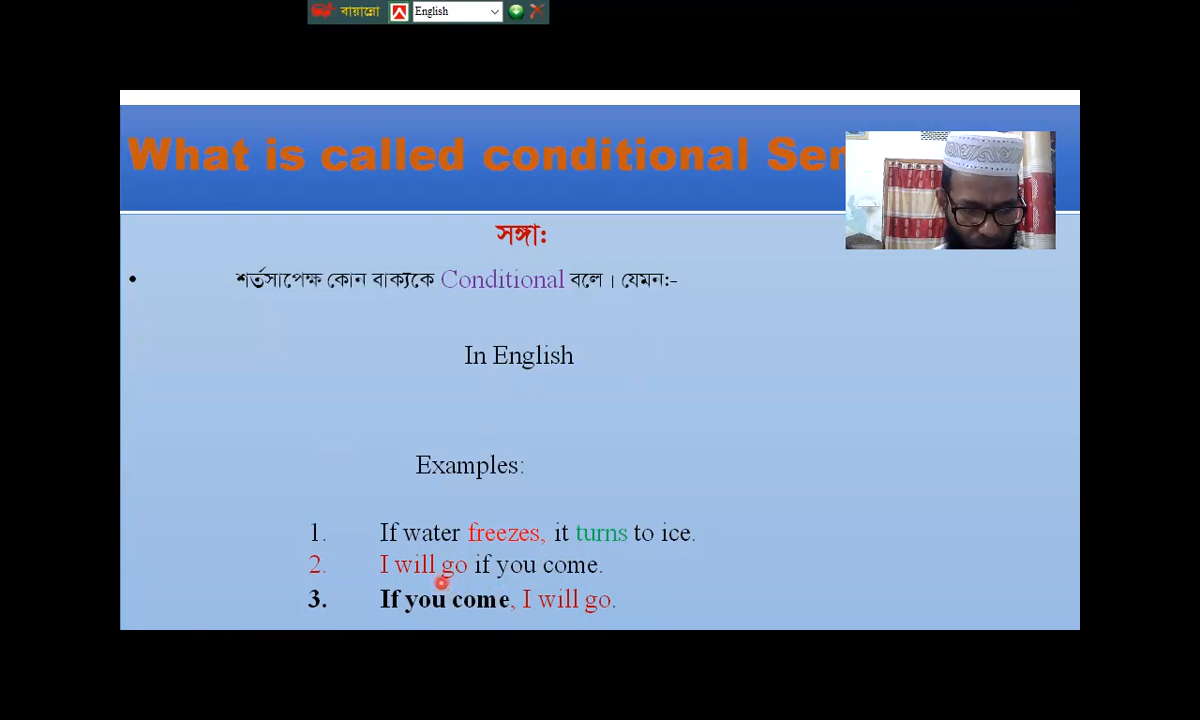 বায়ান্নো English
What is called conditional
সঙ্গা:
• শর্তসাপেক্ষ কোন বাক্যকে Conditional বলে । যেমন:-
In English
Examples:
1. If water freezes, it turns to ice.
2. I will go if you come.
3. If you come, I will go.